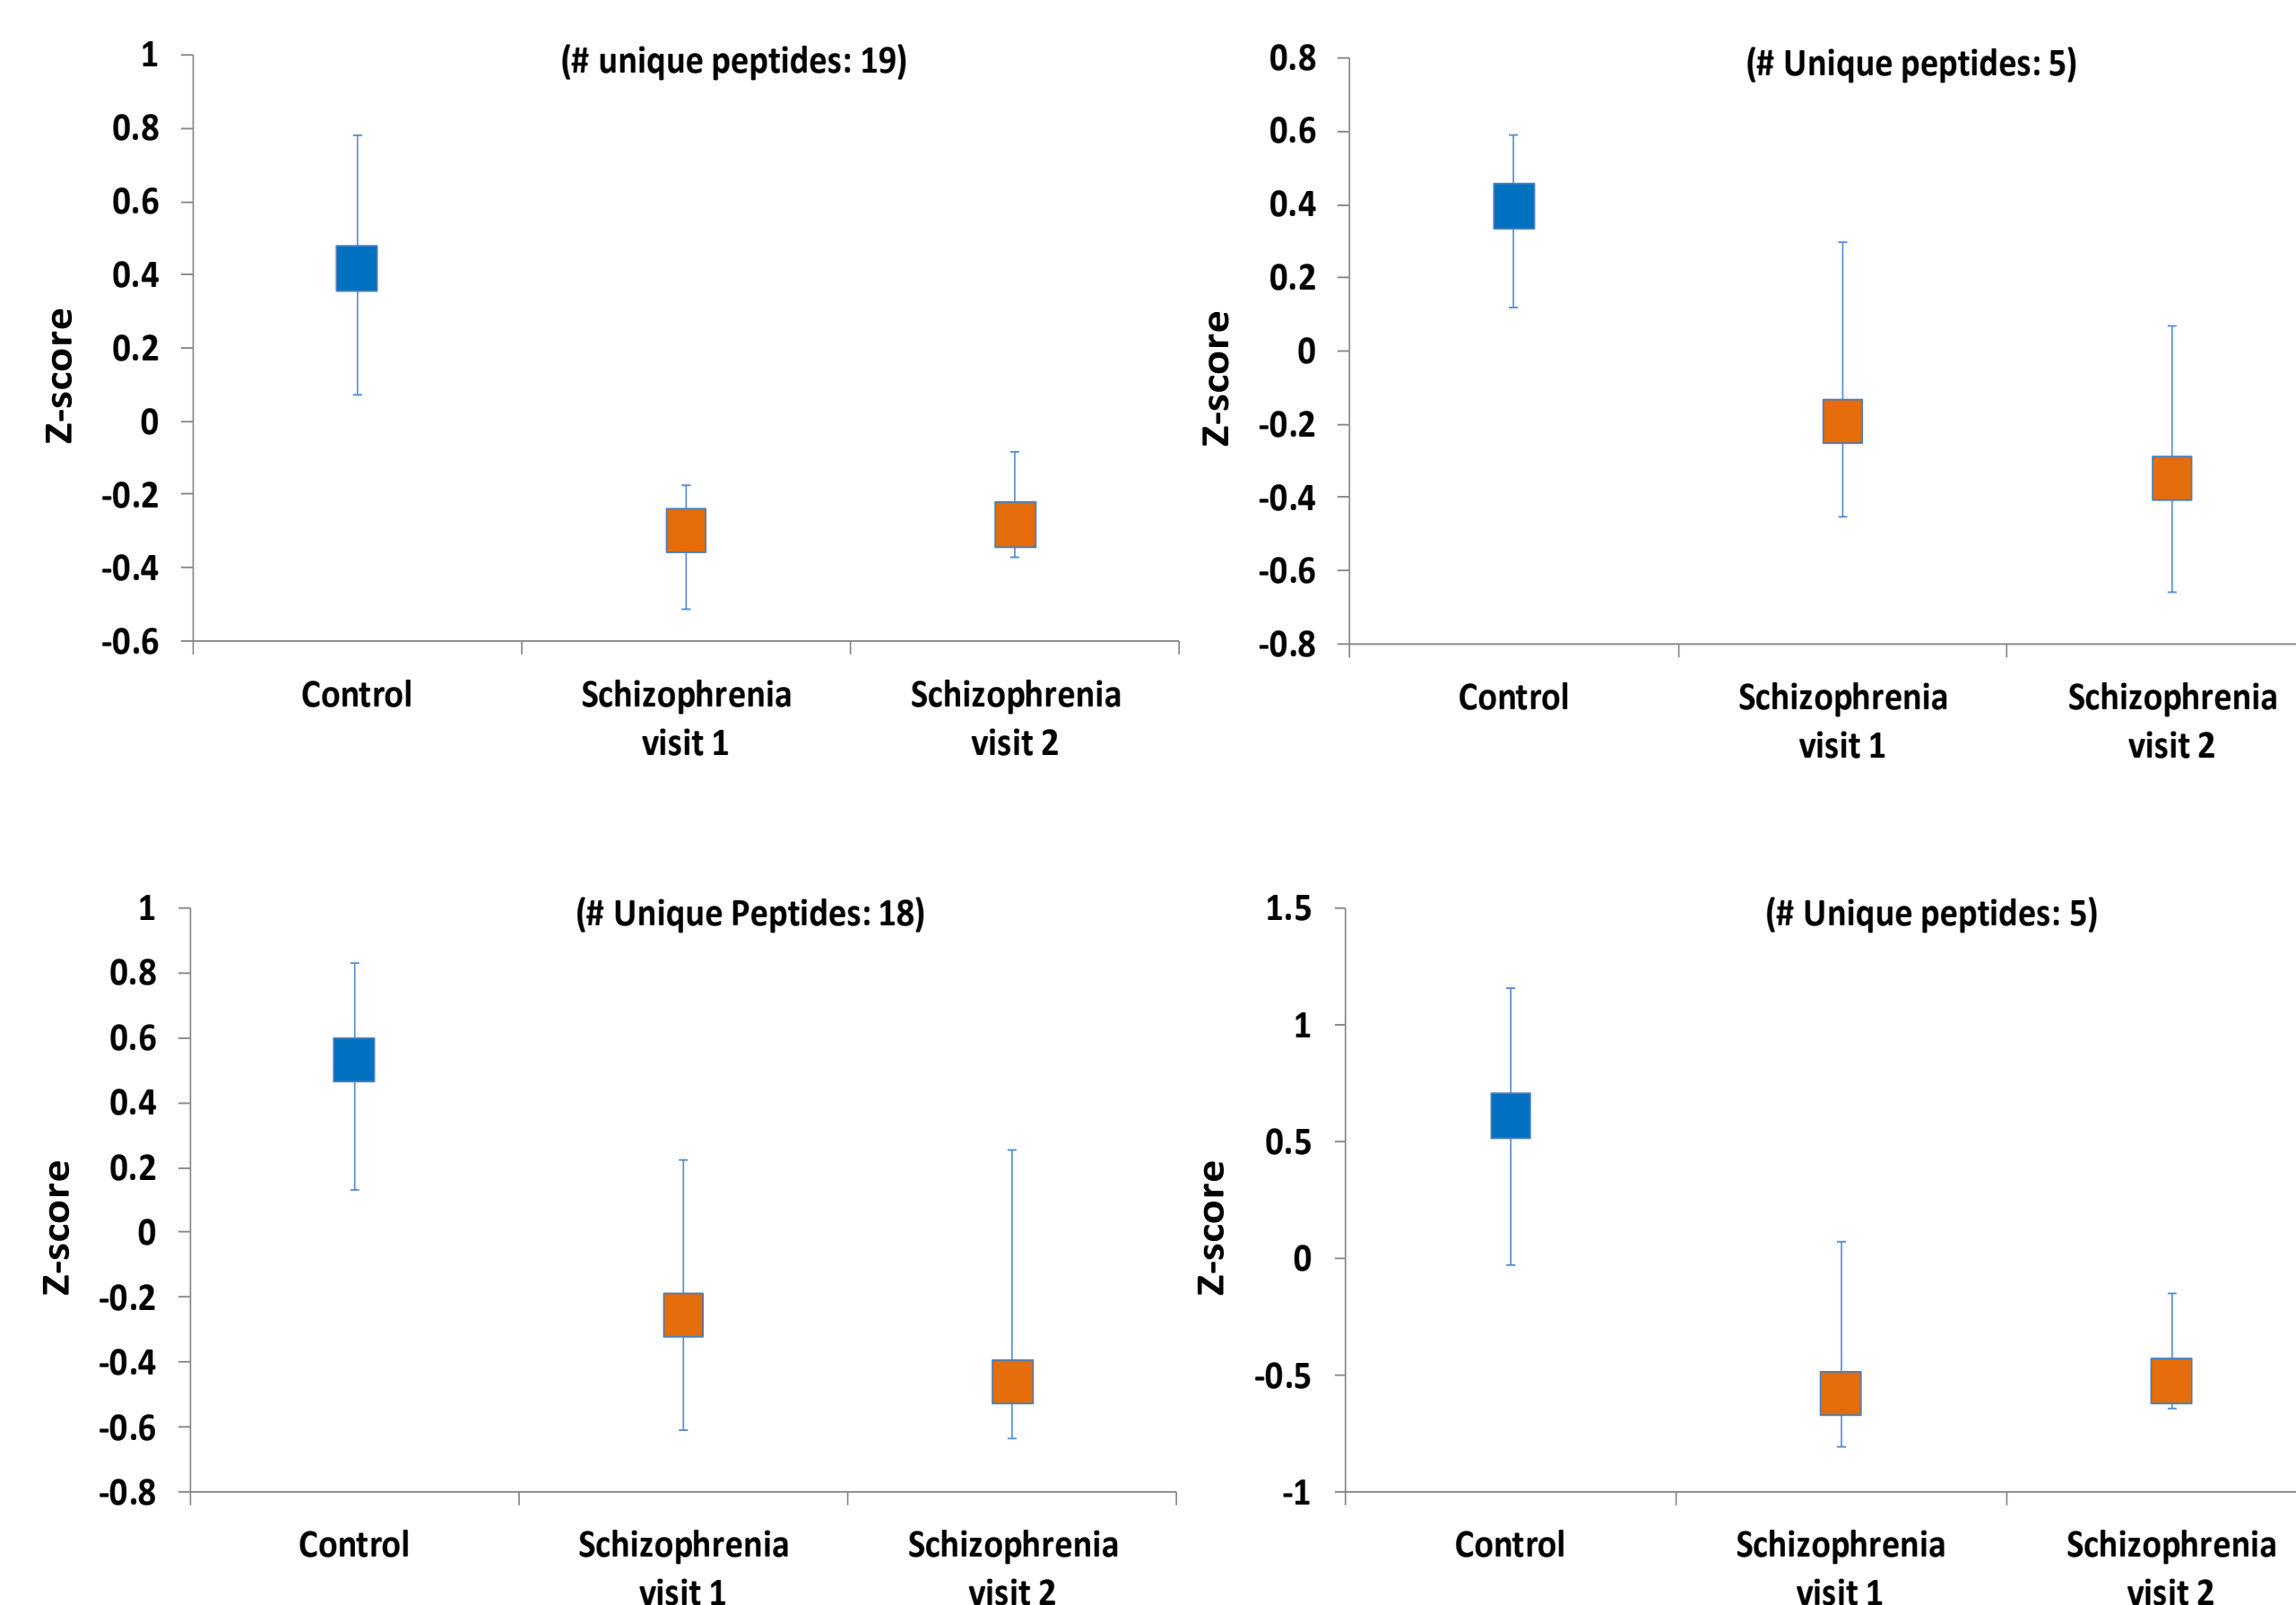 (# unique peptides: 19)
1
0.8
0.6
0.4
0.2
0
-0.2
-0.4
-0.6
Z-score
Control
Schizophrenia
visit 1
Schizophrenia
visit 2
(# Unique peptides: 5)
0.8
0.6
0.4
0.2
0
-0.2
-0.4
-0.6
-0.8
Z-score
Control
Schizophrenia
visit 1
Schizophrenia
visit 2
(# Unique Peptides: 18)
1
0.8
0.6
0.4
0.2
0
-0.2
-0.4
-0.6
-0.8
Z-score
Control
Schizophrenia
visit 1
Schizophrenia
visit 2
(# Unique peptides: 5)
1.5
1
0.5
0
-0.5
-1
Z-score
Control
Schizophrenia
visit 1
Schizophrenia
visit 2